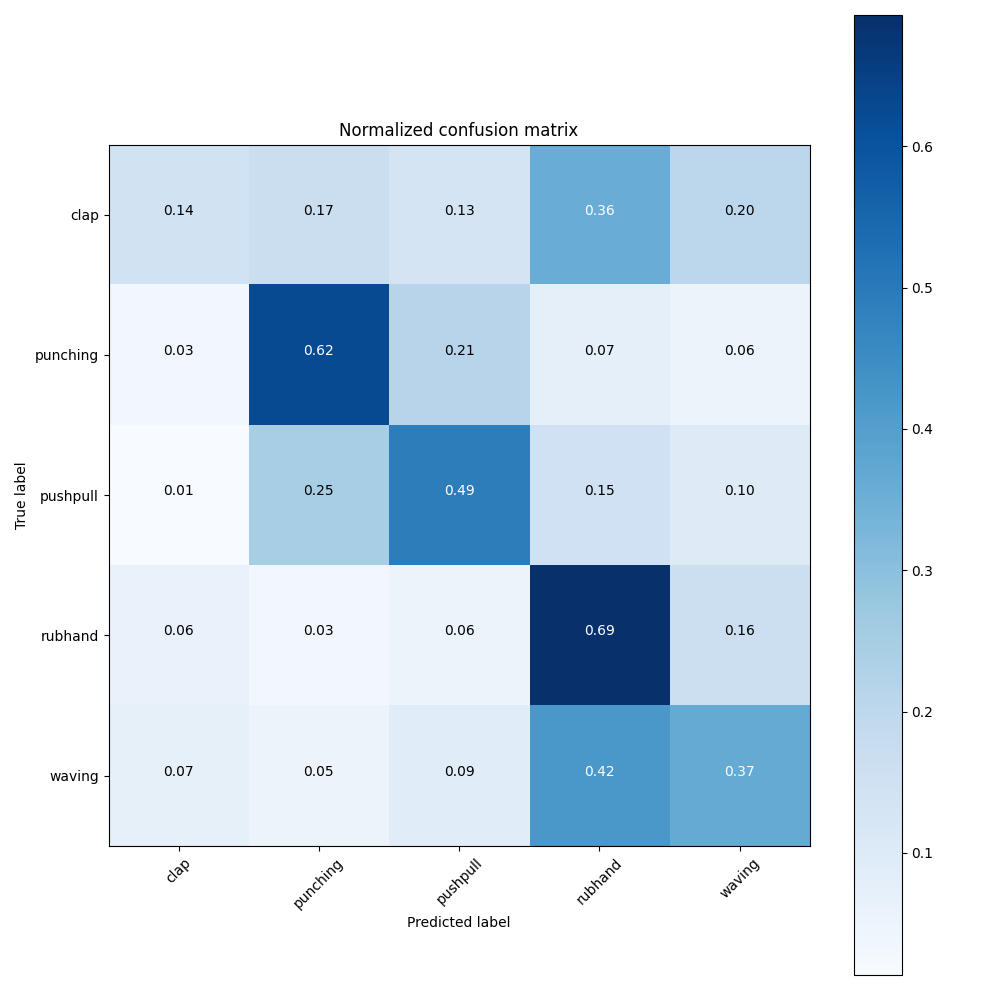 Normalized confusion matrix
True label
clap 0.14 0.17 0.13 0.36 0.20
punching 0.03 0.62 0.21 0.07 0.06
pushpull 0.01 0.25 0.49 0.15 0.10
rubhand 0.06 0.03 0.06 0.69 0.16
waving 0.07 0.05 0.09 0.42 0.37
clap punching pushpull rubhand waving
Predicted label
0.6
0.5
0.4
0.3
0.2
0.1